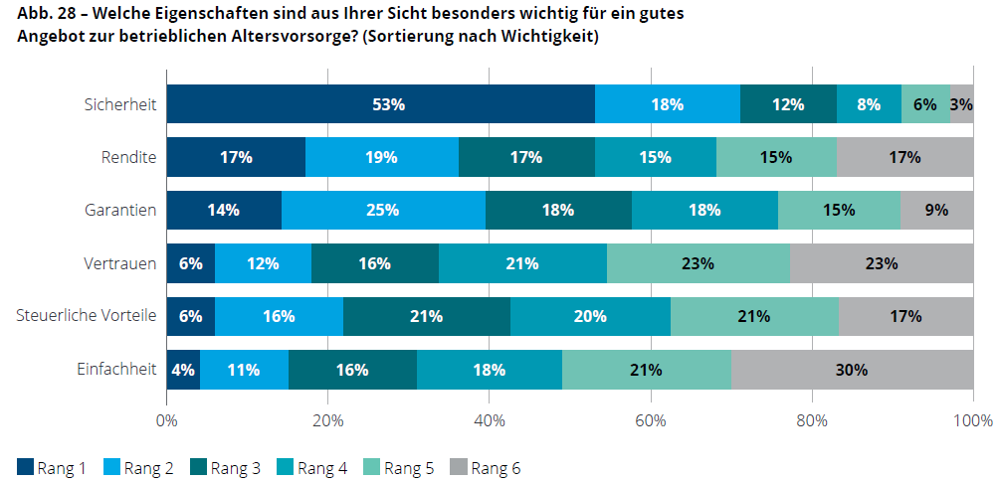 Abb. 28 – Welche Eigenschaften sind aus Ihrer Sicht besonders wichtig für ein gutes
Angebot zur betrieblichen Altersvorsorge? (Sortierung nach Wichtigkeit)
Sicherheit 53% 18% 12% 8% 6% 3%
Rendite 17% 19% 17% 15% 15% 17%
Garantien 14% 25% 18% 18% 15% 9%
Vertrauen 6% 12% 16% 21% 23% 23%
Steuerliche Vorteile 6% 16% 21% 20% 21% 17%
Einfachheit 4% 11% 16% 18% 21% 30%
0% 20% 40% 60% 80% 100%
Rang 1 Rang 2 Rang 3 Rang 4 Rang 5 Rang 6